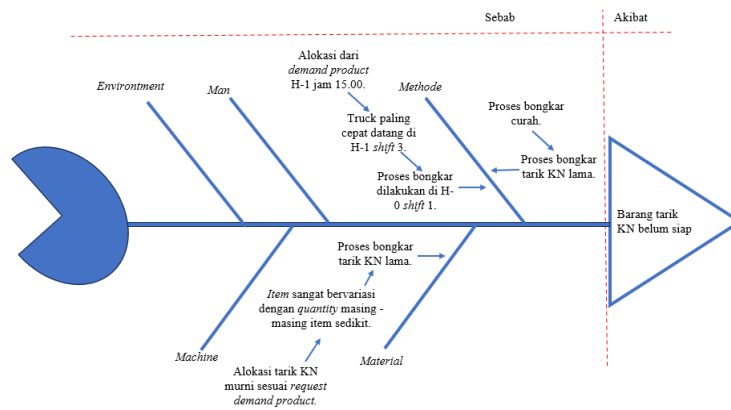 Sebab
Akibat
Environtment
Man
Alokasi dari
demand product
H-1 jam 15.00.
Methode
Truck paling
cepat datang di
H-1 shift 3.
Proses bongkar
dilakukan di H-
0 shift 1.
Proses bongkar
curah.
Proses bongkar
tarik KN lama.
Barang tarik
KN belum siap
Proses bongkar
tarik KN lama.
Item sangat bervariasi
dengan quantity masing -
masing item sedikit.
Machine
Alokasi tarik KN
murni sesuai request
demand product.
Material